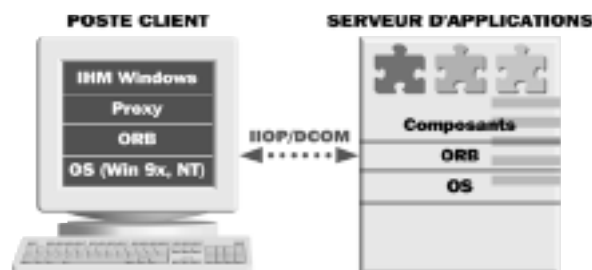 POSTE CLIENT
SERVEUR D'APPLICATIONS
IHM Windows
Proxy
ORB
OS (Win 9x, NT)
IIOP/DCOM
Composants
ORB
OS